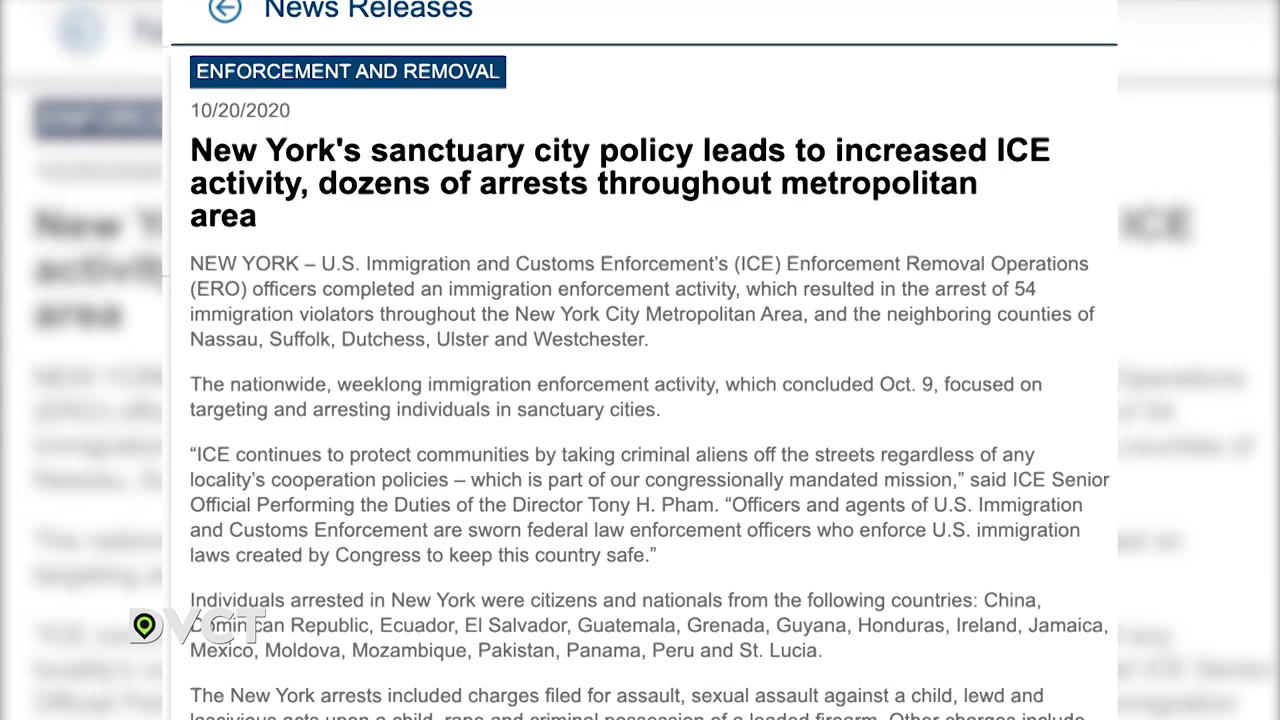 News Releases
ENFORCEMENT AND REMOVAL
10/20/2020
New York's sanctuary city policy leads to increased ICE
activity, dozens of arrests throughout metropolitan
area
NEW YORK – U.S. Immigration and Customs Enforcement’s (ICE) Enforcement Removal Operations
(ERO) officers completed an immigration enforcement activity, which resulted in the arrest of 54
immigration violators throughout the New York City Metropolitan Area, and the neighboring counties of
Nassau, Suffolk, Dutchess, Ulster and Westchester.
The nationwide, weeklong immigration enforcement activity, which concluded Oct. 9, focused on
targeting and arresting individuals in sanctuary cities.
“ICE continues to protect communities by taking criminal aliens off the streets regardless of any
locality’s cooperation policies – which is part of our congressionally mandated mission,” said ICE Senior
Official Performing the Duties of the Director Tony H. Pham. “Officers and agents of U.S. Immigration
and Customs Enforcement are sworn federal law enforcement officers who enforce U.S. immigration
laws created by Congress to keep this country safe.”
Individuals arrested in New York were citizens and nationals from the following countries: China,
Dominican Republic, Ecuador, El Salvador, Guatemala, Grenada, Guyana, Honduras, Ireland, Jamaica,
Mexico, Moldova, Mozambique, Pakistan, Panama, Peru and St. Lucia.
The New York arrests included charges filed for assault, sexual assault against a child, lewd and
lascivious acts upon a child, rape and criminal possession of a loaded firearm. Other charges include
DVCT